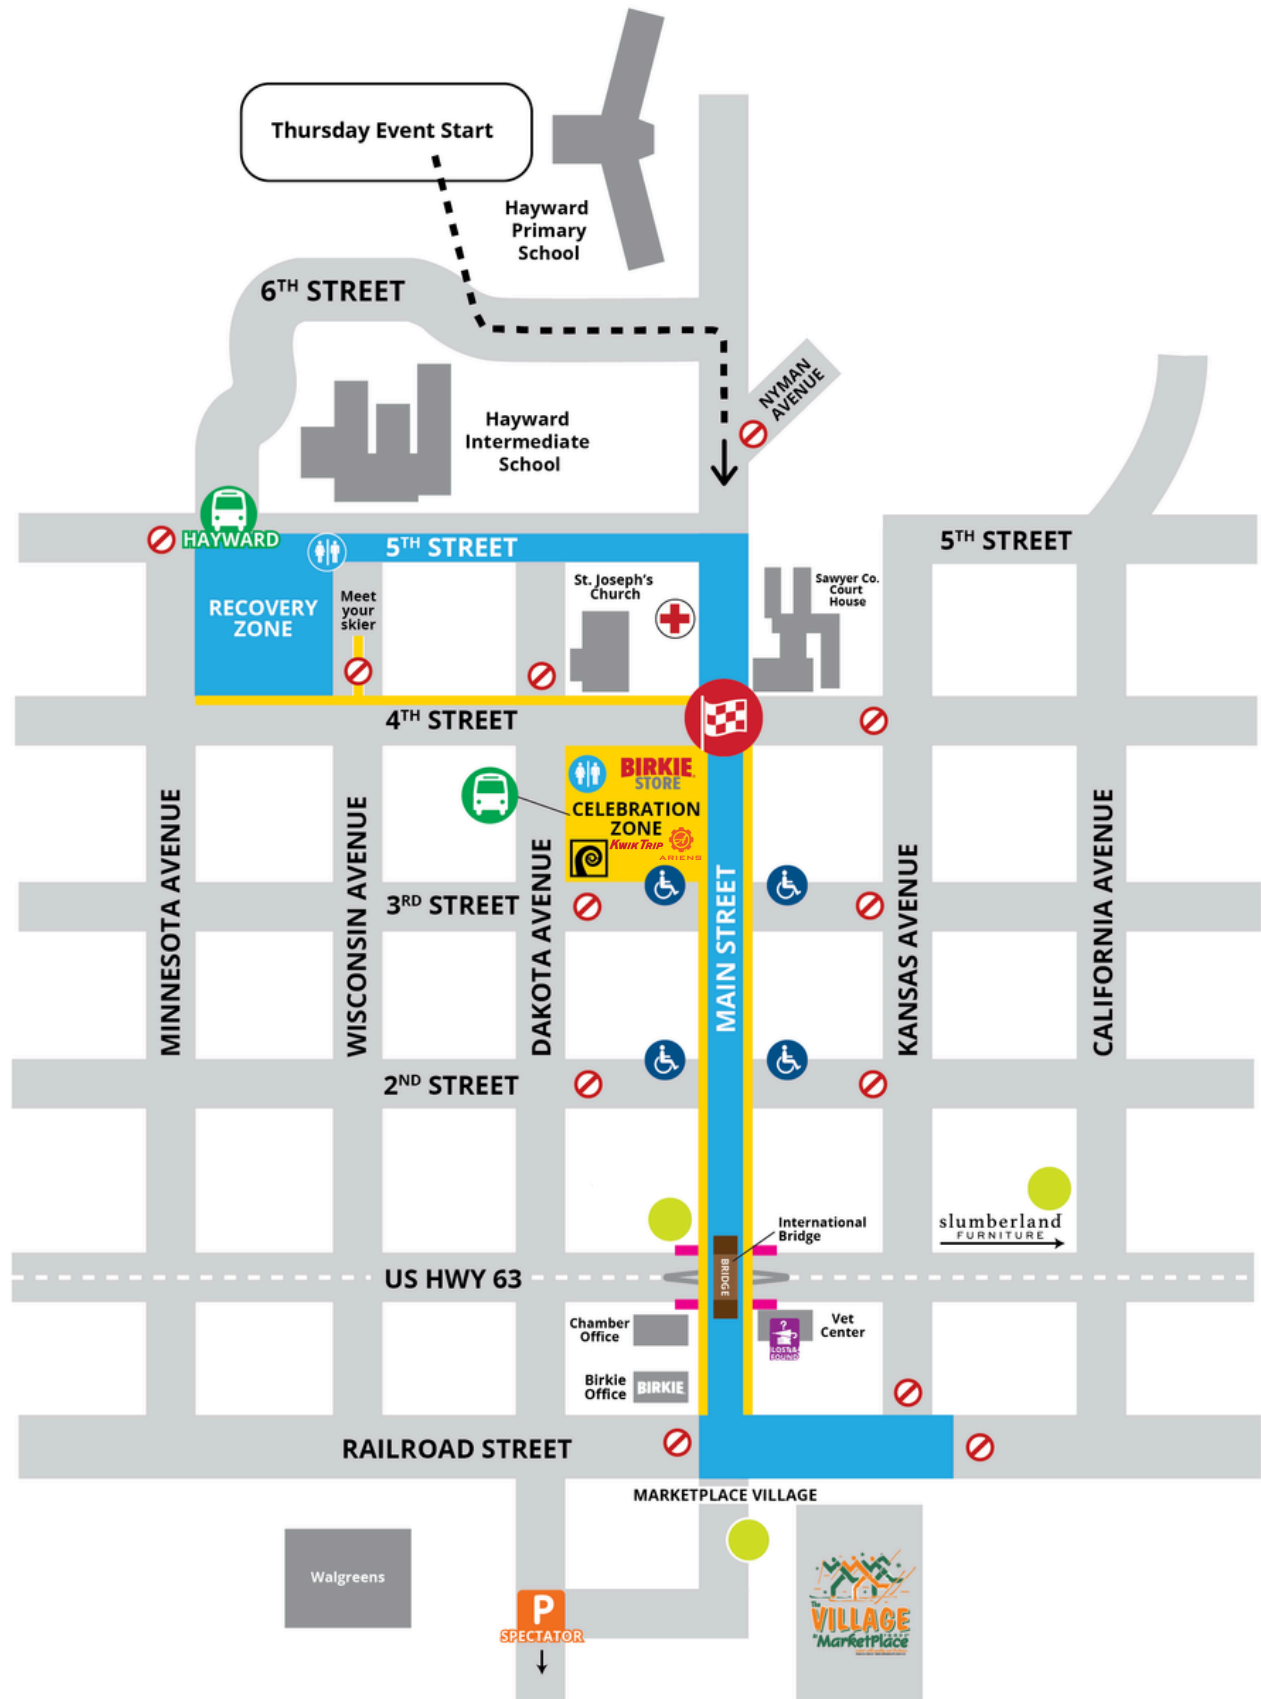 Thursday Event Start
Hayward
Primary
School
6TH STREET
NYMAN
AVENUE
Hayward
Intermediate
School
HAYWARD
5TH STREET
5TH STREET
RECOVERY
ZONE
Meet
your
skier
St. Joseph's
Church
Sawyer Co.
Court
House
4TH STREET
BIRKIE
STORE
CELEBRATION
ZONE
KWIK TRIP
ARIENS
MINNESOTA AVENUE
WISCONSIN AVENUE
DAKOTA AVENUE
MAIN STREET
KANSAS AVENUE
CALIFORNIA AVENUE
3RD STREET
2ND STREET
International
Bridge
slumberland
FURNITURE
US HWY 63
BRIDGE
Chamber
Office
Vet
Center
?
LOST &
FOUND
Birkie
Office
BIRKIE
RAILROAD STREET
MARKETPLACE VILLAGE
Walgreens
P
SPECTATOR
The
VILLAGE
MarketPlace